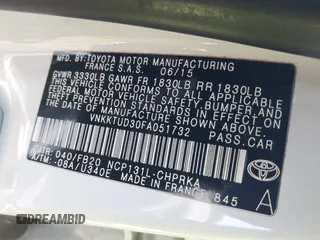 MFD. BY: TOYOTA MOTOR MANUFACTURING
FRANCE S.A.S. 06/15
GVWR 3330LB GAWR FR 1830LB RR 1830LB
THIS VEHICLE CONFORMS TO ALL APPLICABLE
FEDERAL MOTOR VEHICLE SAFETY, BUMPER, AND
THEFT PREVENTION STANDARDS IN EFFECT ON
THE DATE OF MANUFACTURE SHOWN ABOVE.
VNKKTUD30FA051732 PASS.CAR
C/TR: 040/FB20 NCP131L-CHPRKA
A/TM: -08A/U340E
MADE IN FRANCE 845
TOYOTA
A
DREAMBID